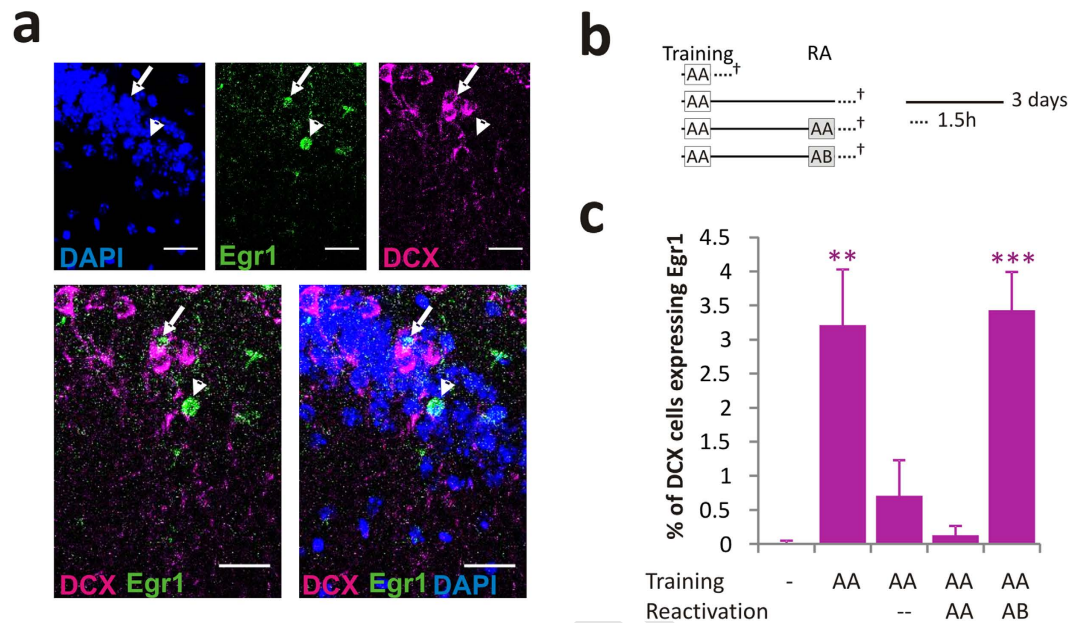 a
DAPI
Egr1
DCX
DCX Egr1
DCX Egr1 DAPI
b
Training RA
AA †
AA †
AA AA †
AA AB †
3 days
1.5h
c
% of DCX cells expressing Egr1
4.5
4
3.5
3
2.5
2
1.5
1
0.5
0
** ***
Training - AA AA AA AA
Reactivation -- AA AB